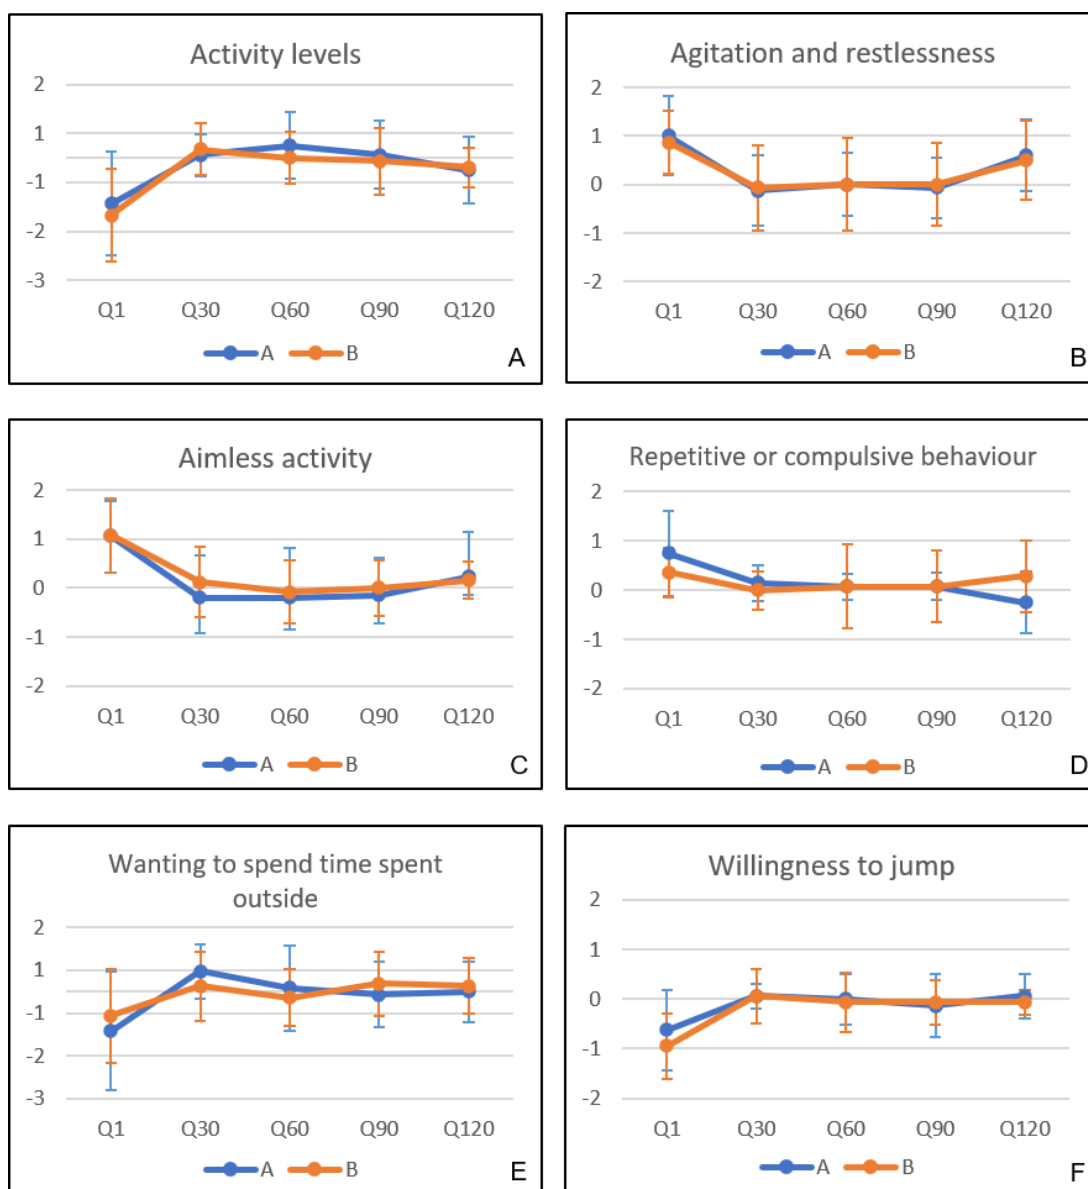 Activity levels
2
1
-1
-2
-3
Q1 Q30 Q60 Q90 Q120
A B
A
Agitation and restlessness
2
1
0
-1
-2
Q1 Q30 Q60 Q90 Q120
A B
B
Aimless activity
2
1
0
-1
-2
Q1 Q30 Q60 Q90 Q120
A B
C
Repetitive or compulsive behaviour
2
1
0
-1
-2
Q1 Q30 Q60 Q90 Q120
A B
D
Wanting to spend time spent
outside
2
1
-1
-2
-3
Q1 Q30 Q60 Q90 Q120
A B
E
Willingness to jump
2
1
0
-1
-2
Q1 Q30 Q60 Q90 Q120
A B
F